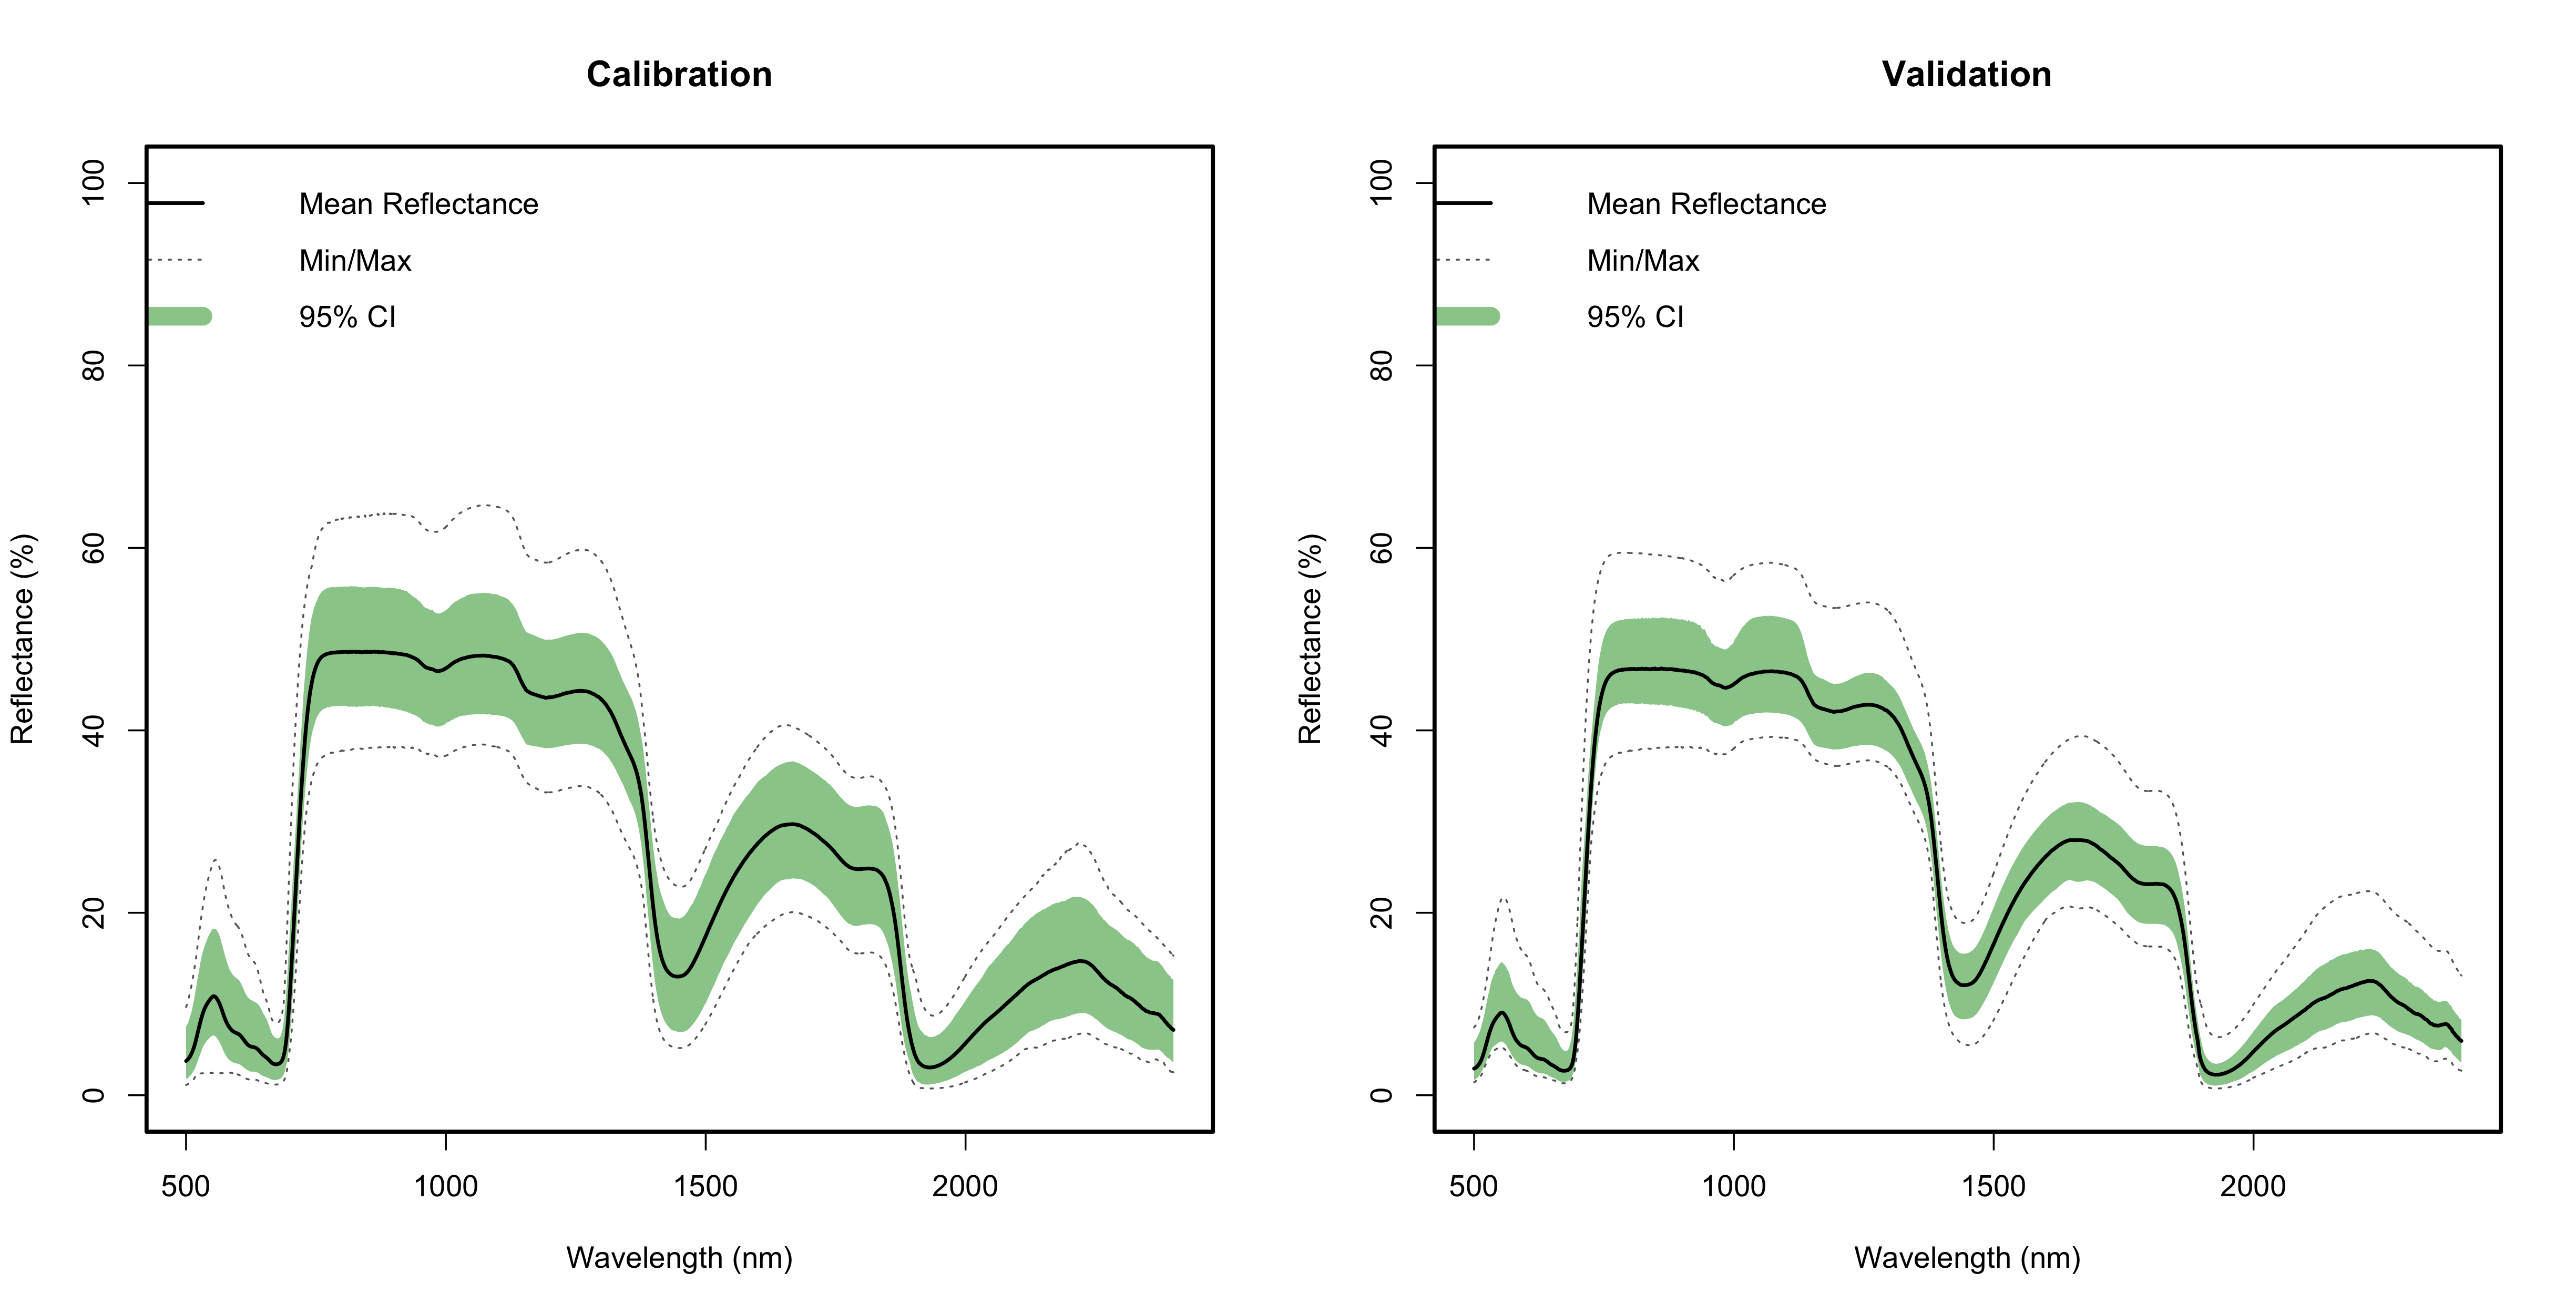 Calibration
Reflectance (%)
100
80
60
40
20
0
Mean Reflectance
Min/Max
95% CI
500 1000 1500 2000
Wavelength (nm)
Validation
Reflectance (%)
100
80
60
40
20
0
Mean Reflectance
Min/Max
95% CI
500 1000 1500 2000
Wavelength (nm)